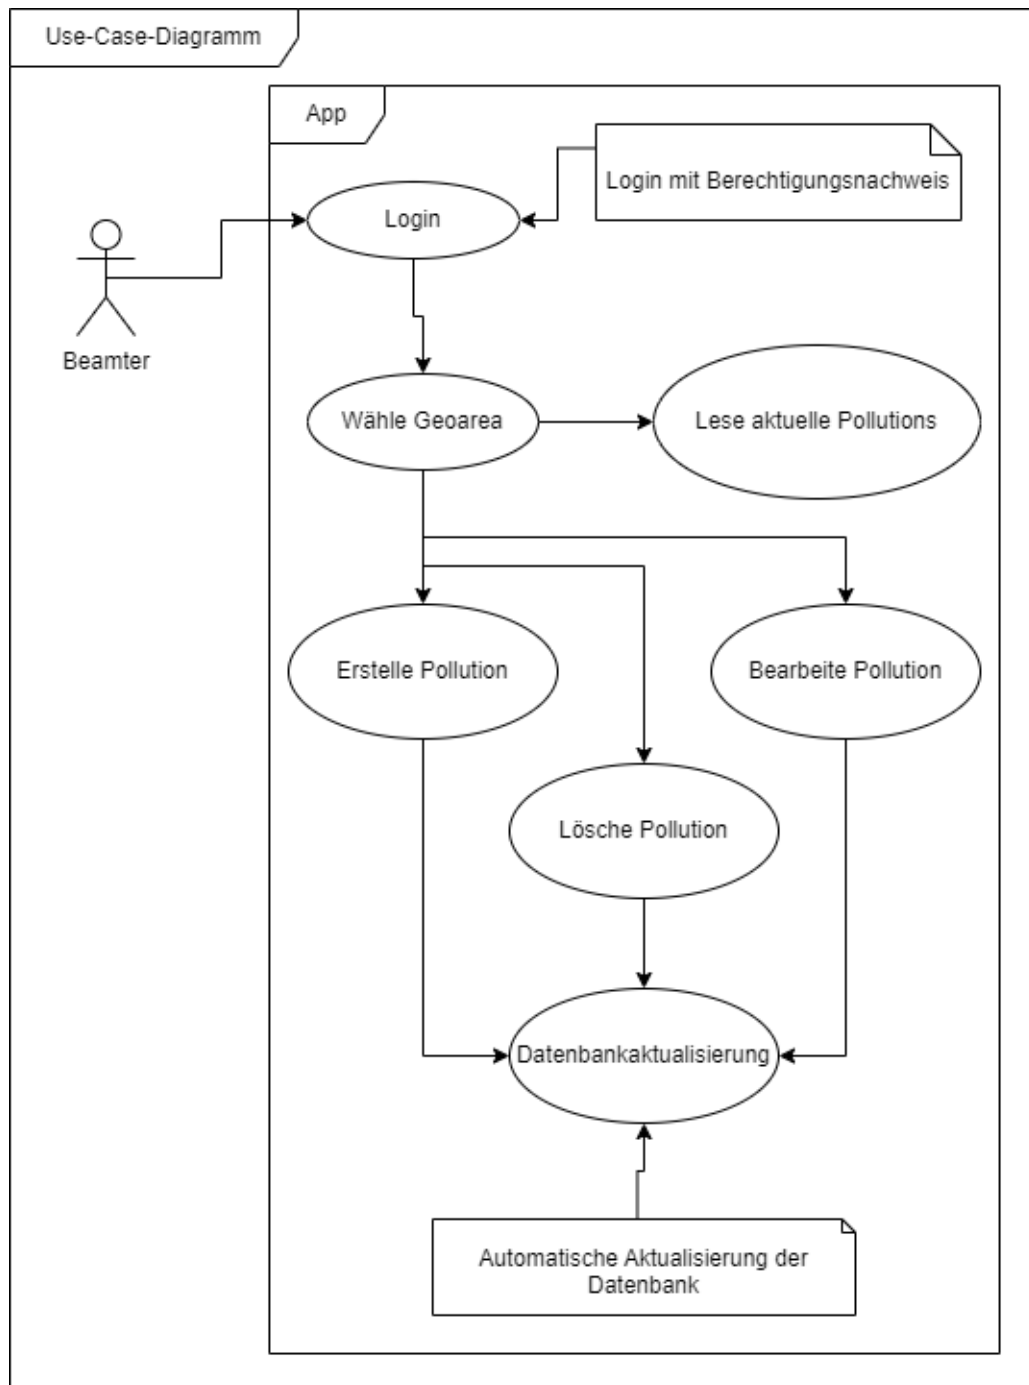 Use-Case-Diagramm
App
Login mit Berechtigungsnachweis
Login
Beamter
Wähle Geoarea
Lese aktuelle Pollutions
Erstelle Pollution
Bearbeite Pollution
Lösche Pollution
Datenbankaktualisierung
Automatische Aktualisierung der
Datenbank